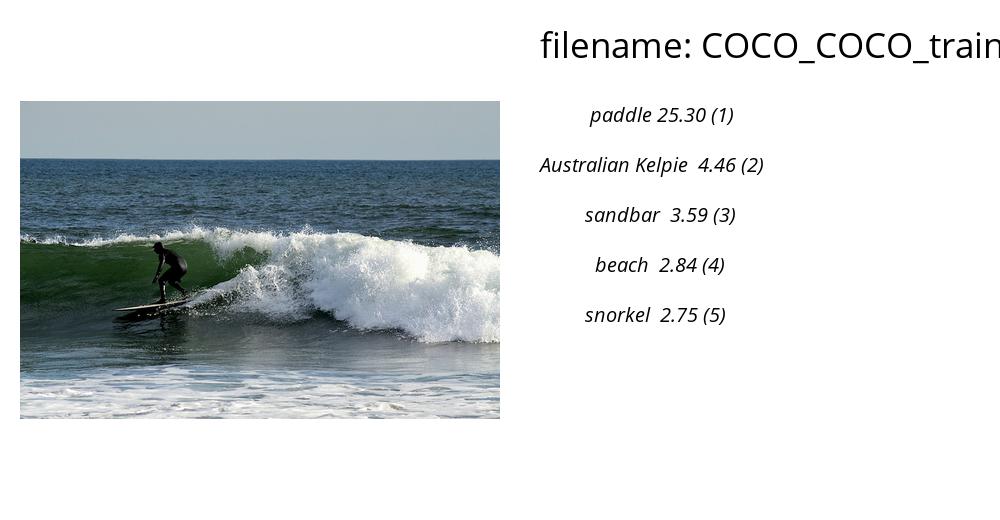 filename: COCO_COCO_train
paddle 25.30 (1)
Australian Kelpie 4.46 (2)
sandbar 3.59 (3)
beach 2.84 (4)
snorkel 2.75 (5)